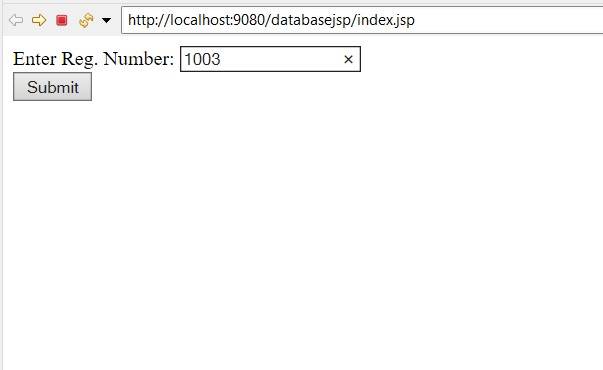 http://localhost:9080/databasejsp/index.jsp
Enter Reg. Number: 1003 ×
Submit